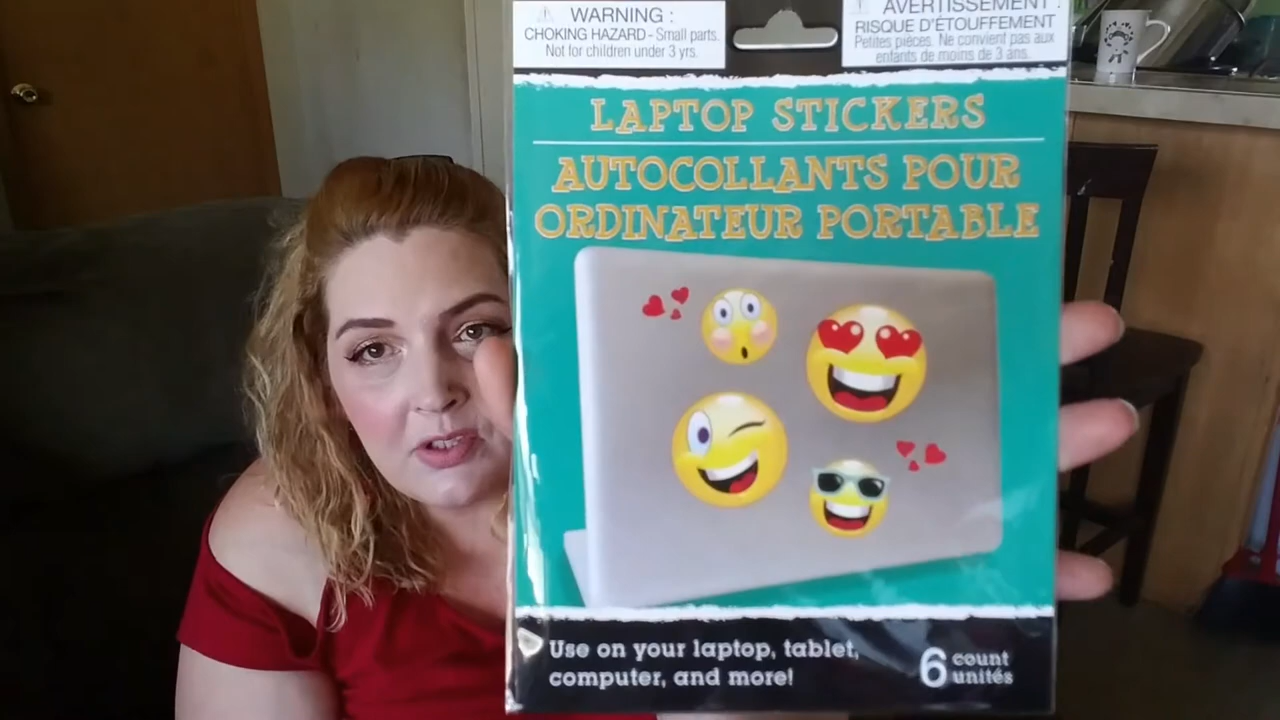 WARNING :
CHOKING HAZARD - Small parts.
Not for children under 3 yrs.
AVERTISSEMENT :
RISQUE D'ÉTOUFFEMENT
Petites pièces. Ne convient pas aux
enfants de moins de 3 ans.
LAPTOP STICKERS
AUTOCOLLANTS POUR
ORDINATEUR PORTABLE
Use on your laptop, tablet,
computer, and more!
6 count
unités